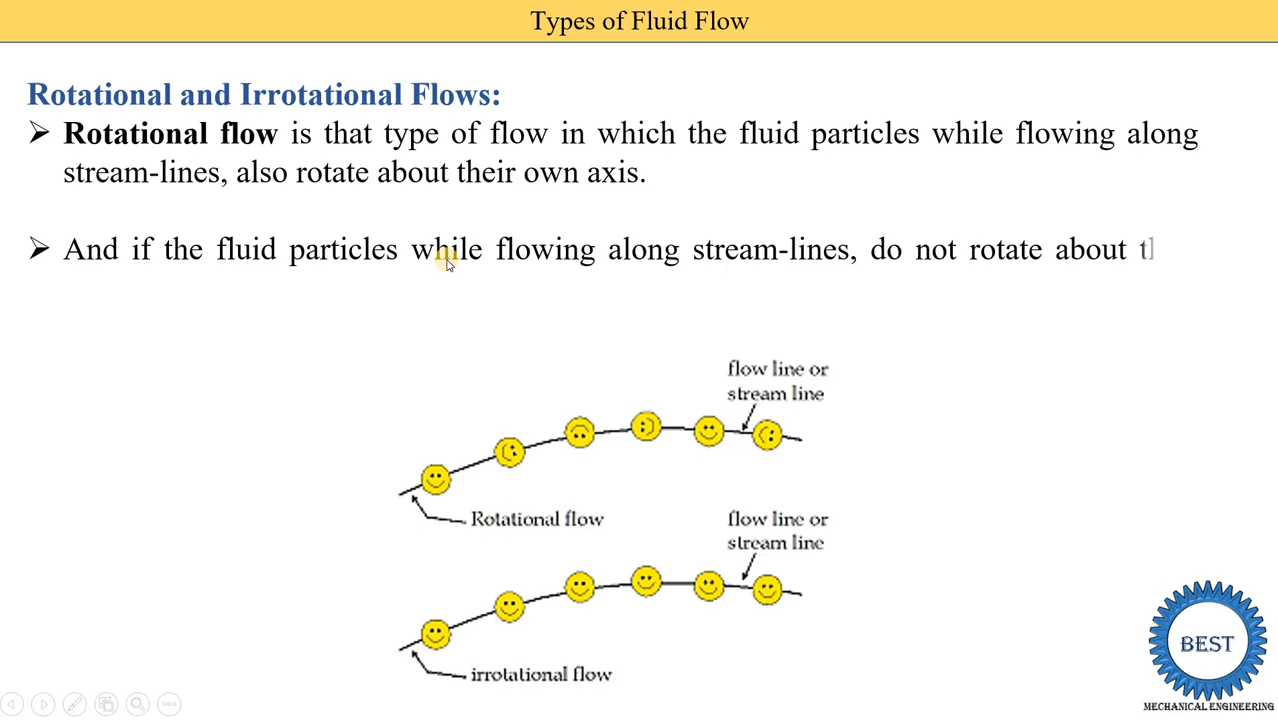 Types of Fluid Flow
Rotational and Irrotational Flows:
Rotational flow is that type of flow in which the fluid particles while flowing along
stream-lines, also rotate about their own axis.
And if the fluid particles while flowing along stream-lines, do not rotate about
flow line or
stream line
Rotational flow
flow line or
stream line
irrotational flow
BEST
MECHANICAL ENGINEERING